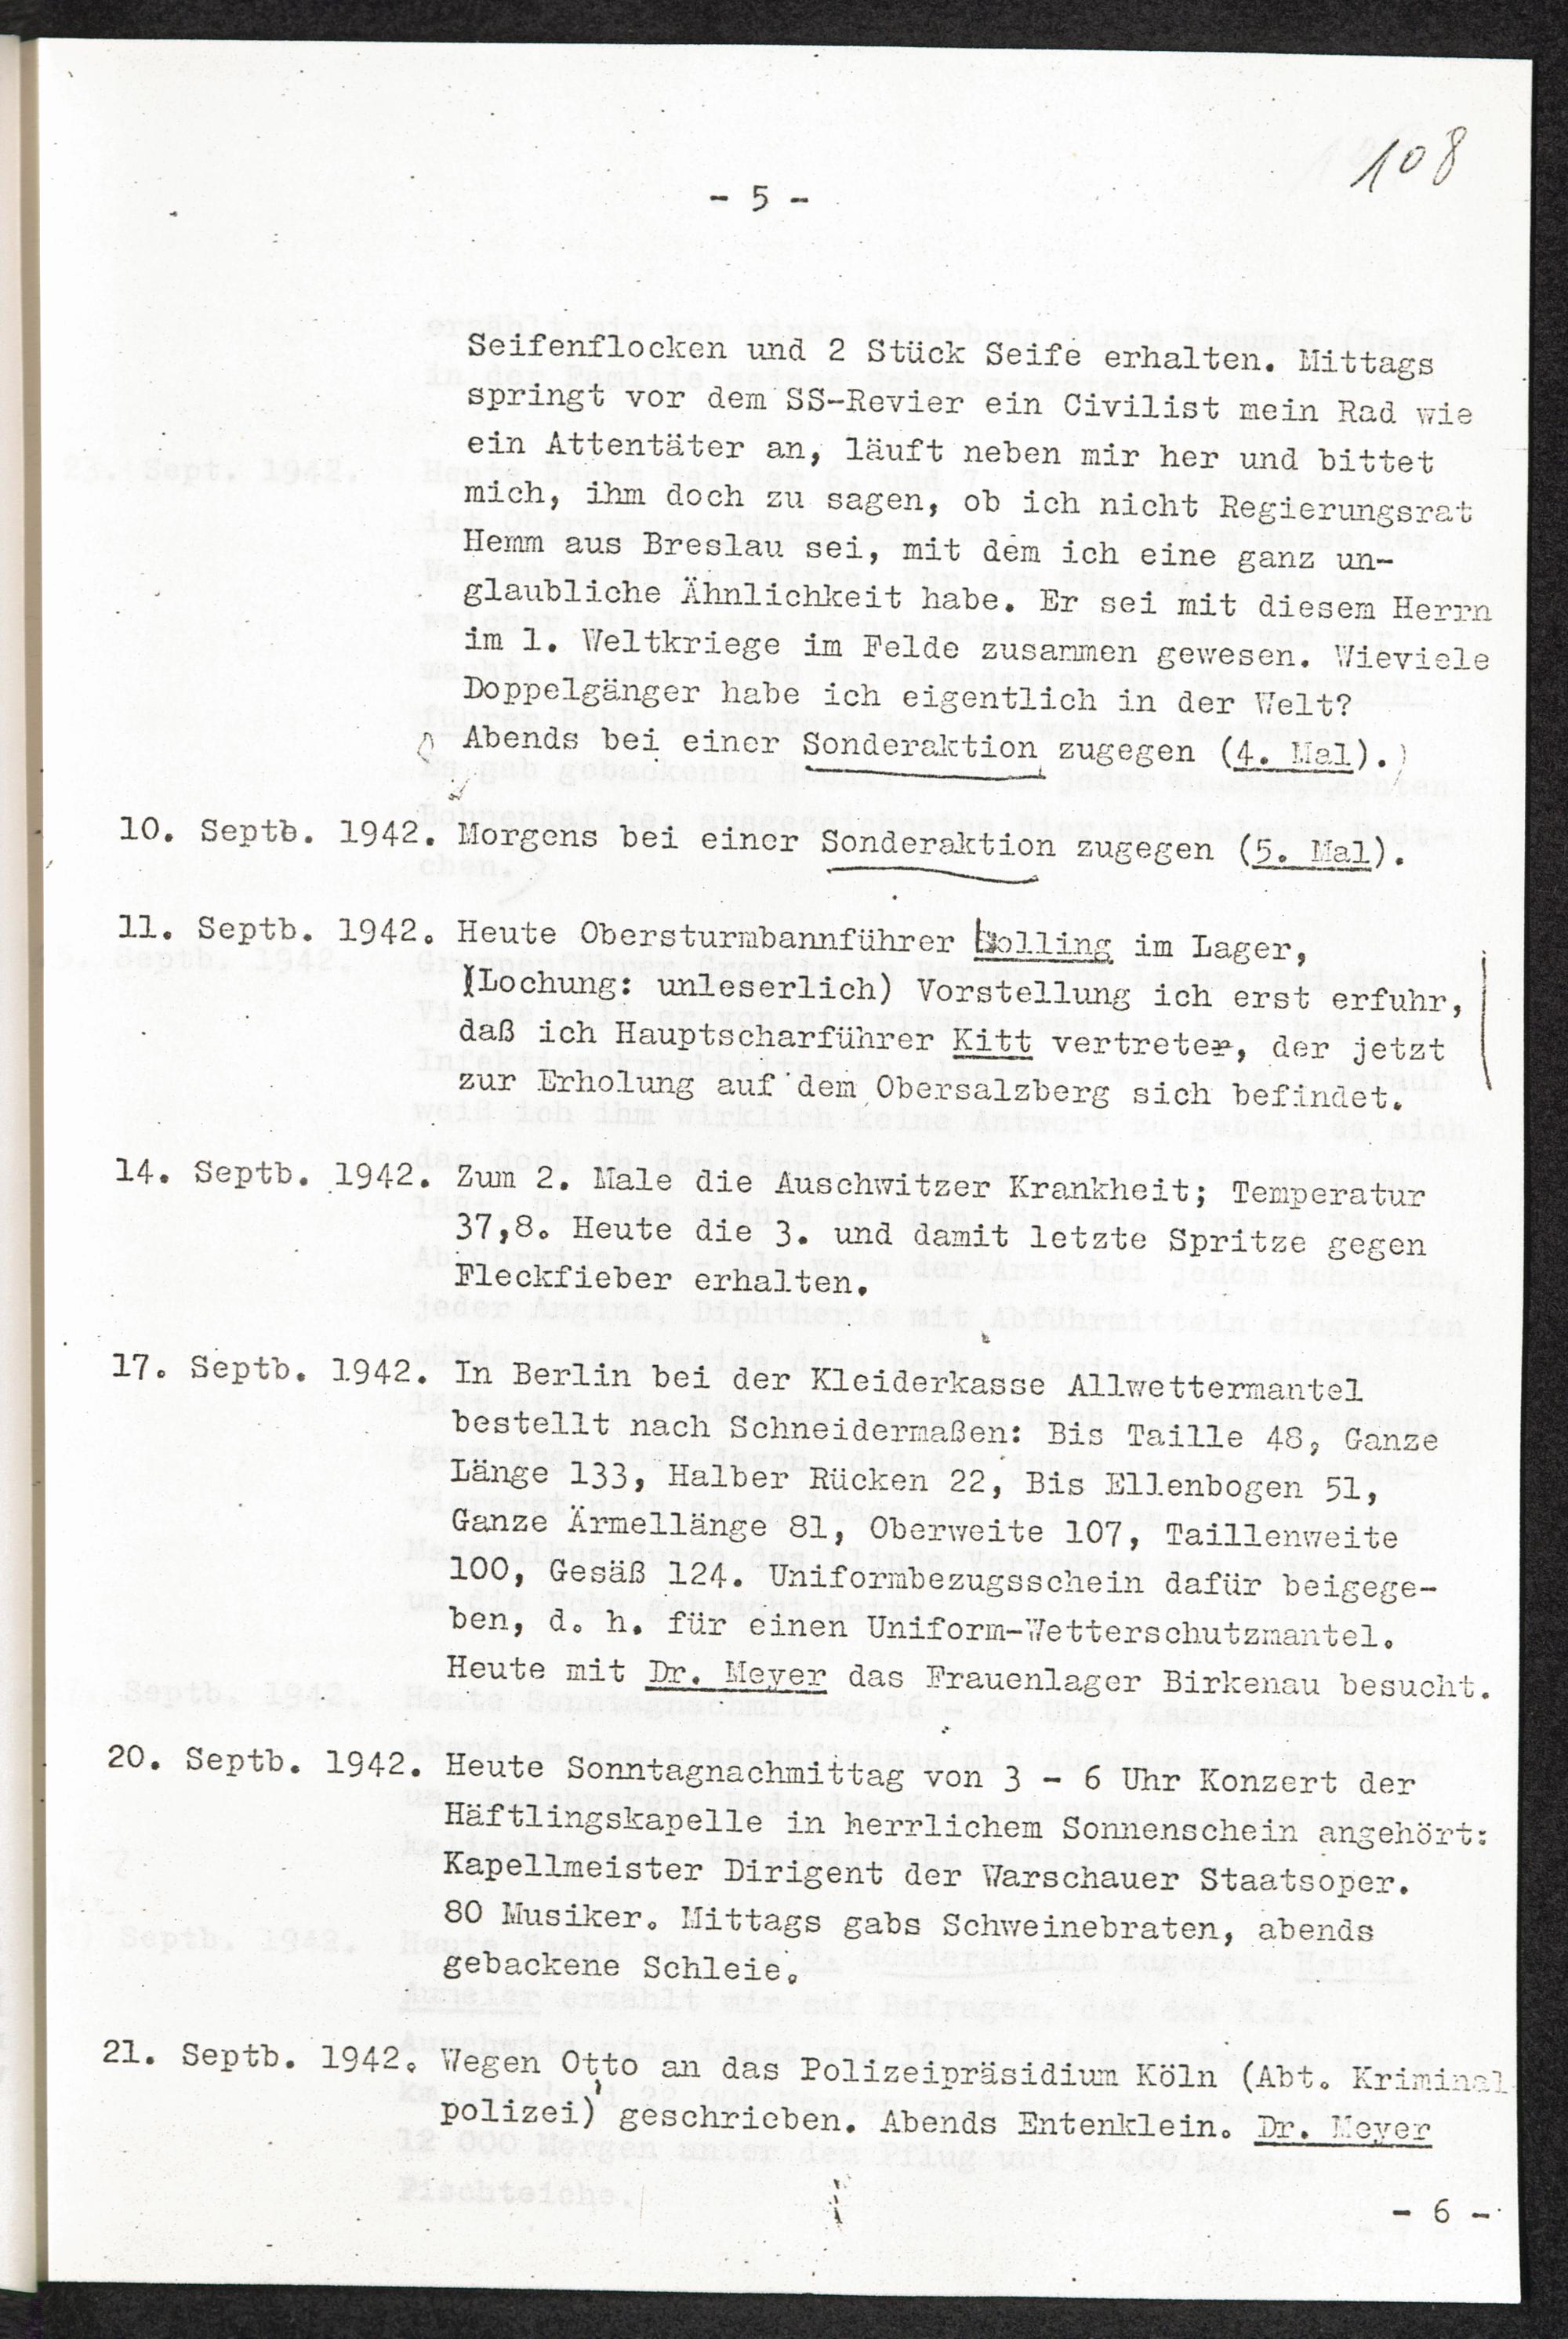 108
- 5 -
Seifenflocken und 2 Stück Seife erhalten. Mittags
springt vor dem SS-Revier ein Civilist mein Rad wie
ein Attentäter an, läuft neben mir her und bittet
mich, ihm doch zu sagen, ob ich nicht Regierungsrat
Hemm aus Breslau sei, mit dem ich eine ganz un-
glaubliche Ähnlichkeit habe. Er sei mit diesem Herrn
im 1. Weltkriege im Felde zusammen gewesen. Wieviele
Doppelgänger habe ich eigentlich in der Welt?
Abends bei einer Sonderaktion zugegen (4. Mal).)
10. Septb. 1942. Morgens bei einer Sonderaktion zugegen (5. Mal).
11. Septb. 1942. Heute Obersturmbannführer Lolling im Lager,
(Lochung: unleserlich) Vorstellung ich erst erfuhr,
daß ich Hauptscharführer Kitt vertrete, der jetzt
zur Erholung auf dem Obersalzberg sich befindet.
14. Septb. 1942. Zum 2. Male die Auschwitzer Krankheit; Temperatur
37,8. Heute die 3. und damit letzte Spritze gegen
Fleckfieber erhalten.
17. Septb. 1942. In Berlin bei der Kleiderkasse Allwettermantel
bestellt nach Schneidermaßen: Bis Taille 48, Ganze
Länge 133, Halber Rücken 22, Bis Ellenbogen 51,
Ganze Ärmellänge 81, Oberweite 107, Taillenweite
100, Gesäß 124. Uniformbezugsschein dafür beigege-
ben, d. h. für einen Uniform-Wetterschutzmantel.
Heute mit Dr. Meyer das Frauenlager Birkenau besucht.
20. Septb. 1942. Heute Sonntagnachmittag von 3 - 6 Uhr Konzert der
Häftlingskapelle in herrlichem Sonnenschein angehört:
Kapellmeister Dirigent der Warschauer Staatsoper.
80 Musiker. Mittags gabs Schweinebraten, abends
gebackene Schleie.
21. Septb. 1942. Wegen Otto an das Polizeipräsidium Köln (Abt. Kriminal
polizei) geschrieben. Abends Entenklein. Dr. Meyer
- 6 -